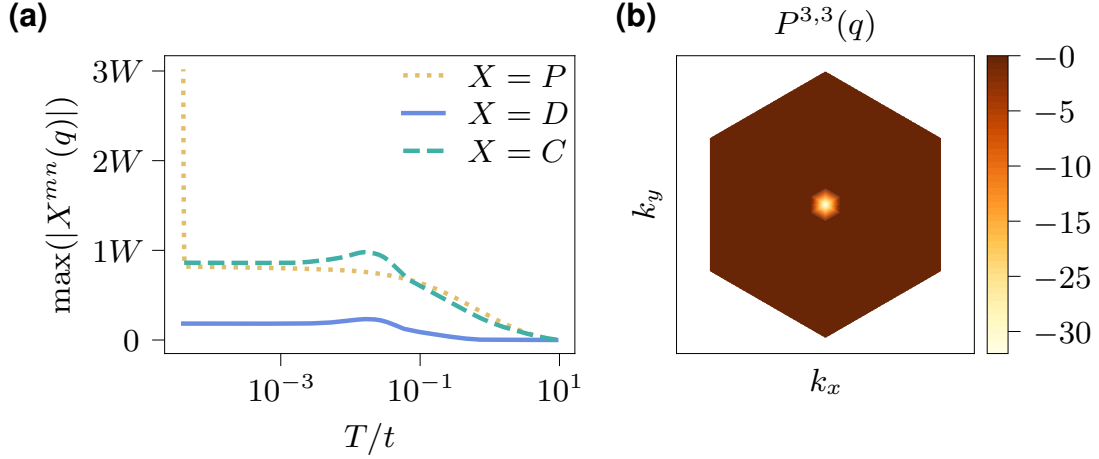 (a)
3W
2W
1W
0
max(|X^{mn}(q)|)
X = P
X = D
X = C
10^{-3}
10^{-1}
10^{1}
T/t
(b)
P^{3,3}(q)
k_y
k_x
−0
−5
−10
−15
−20
−25
−30